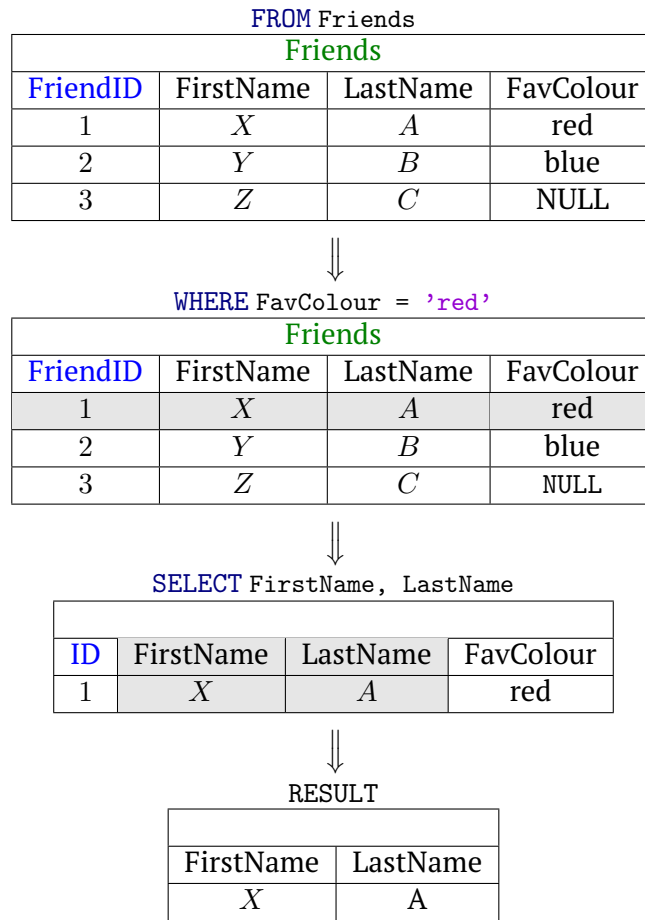 FROM Friends
Friends
FriendID FirstName LastName FavColour
1 X A red
2 Y B blue
3 Z C NULL
⇓
WHERE FavColour = 'red'
Friends
FriendID FirstName LastName FavColour
1 X A red
2 Y B blue
3 Z C NULL
⇓
SELECT FirstName, LastName
ID FirstName LastName FavColour
1 X A red
⇓
RESULT
FirstName LastName
X A